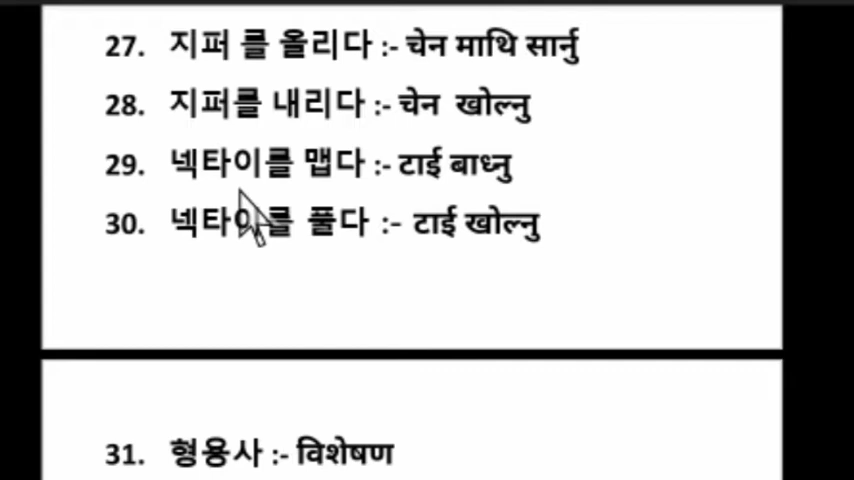 27. 지퍼 를 올리다 :- चेन माथि सार्नु
28. 지퍼를 내리다 :- चेन खोल्नु
29. 넥타이를 맵다 :- टाई बाध्नु
30. 넥타이를 풀다 :- टाई खोल्नु
31. 형용사 :- विशेषण